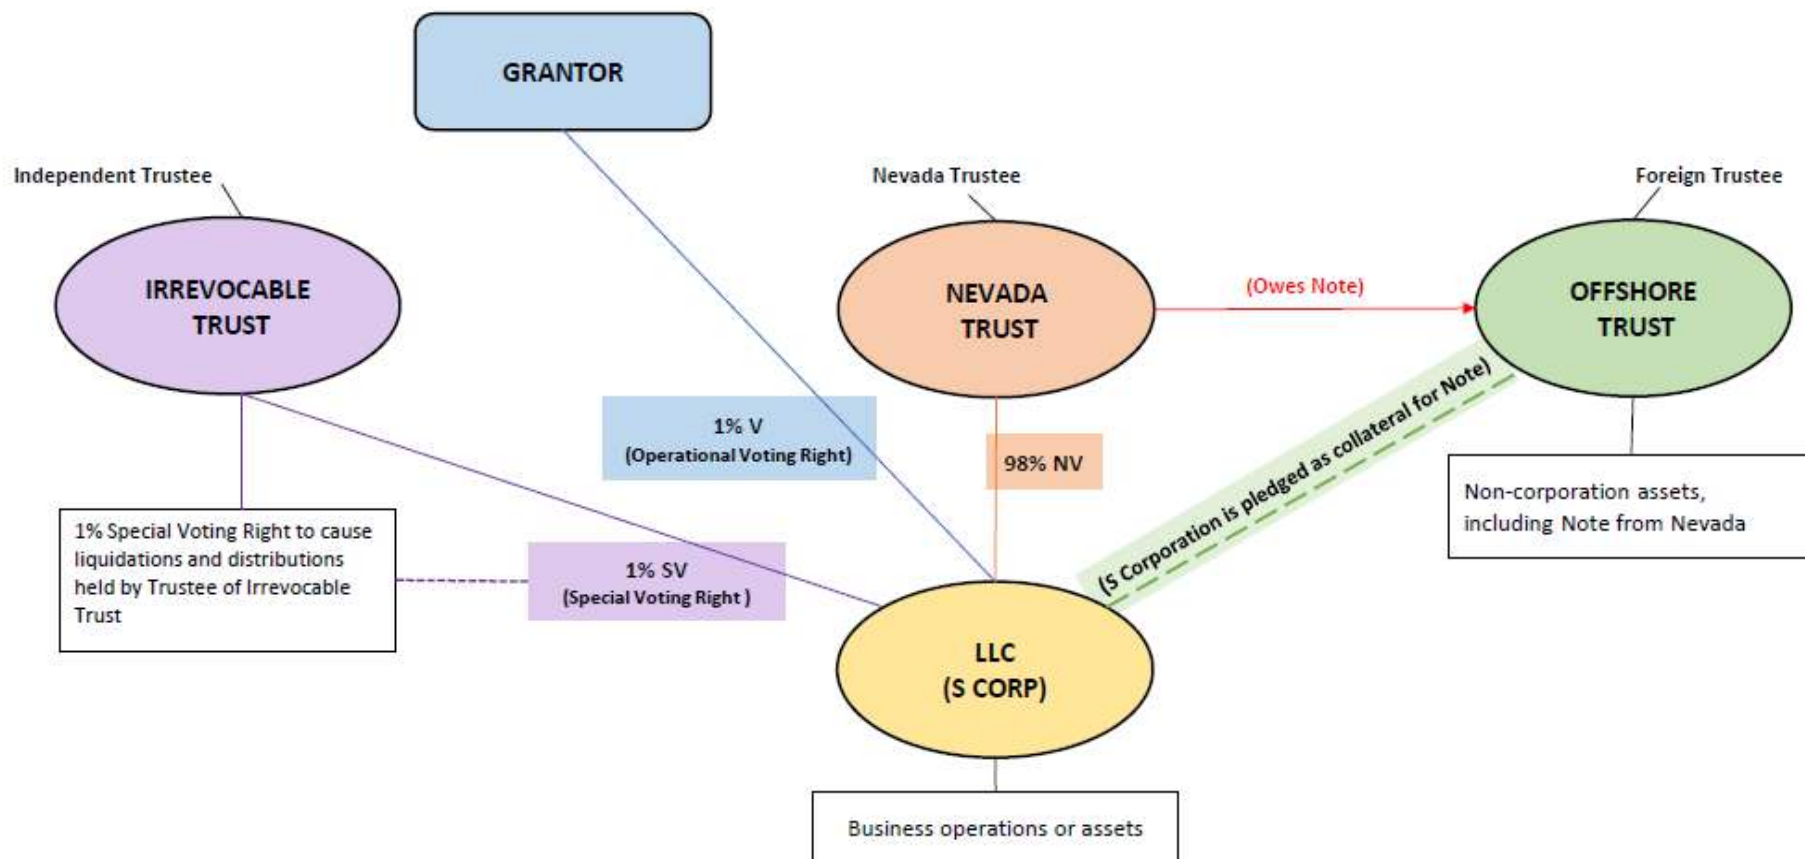 GRANTOR
Independent Trustee
Nevada Trustee
Foreign Trustee
IRREVOCABLE
TRUST
NEVADA
TRUST
(Owes Note)
OFFSHORE
TRUST
1% V
(Operational Voting Right)
98% NV
(S Corporation is pledged as collateral for Note)
Non-corporation assets,
including Note from Nevada
1% Special Voting Right to cause
liquidations and distributions
held by Trustee of Irrevocable
Trust
1% SV
(Special Voting Right )
LLC
(S CORP)
Business operations or assets